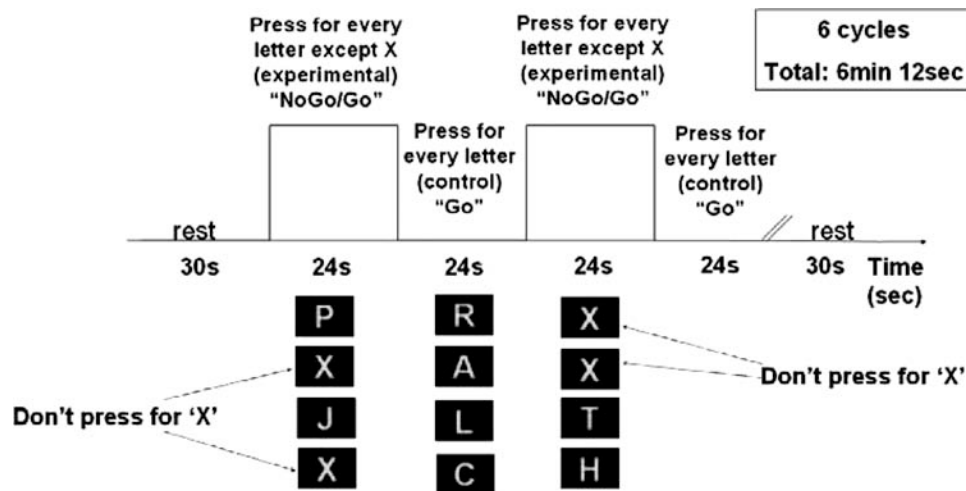 Press for every
letter except X
(experimental)
“NoGo/Go”
Press for every
letter except X
(experimental)
“NoGo/Go”
6 cycles
Total: 6min 12sec
Press for
every letter
(control)
“Go”
Press for
every letter
(control)
“Go”
rest
rest
30s
24s
24s
24s
24s
30s
Time
(sec)
P
R
X
X
A
X
Don’t press for ‘X’
Don’t press for ‘X’
J
L
T
X
C
H